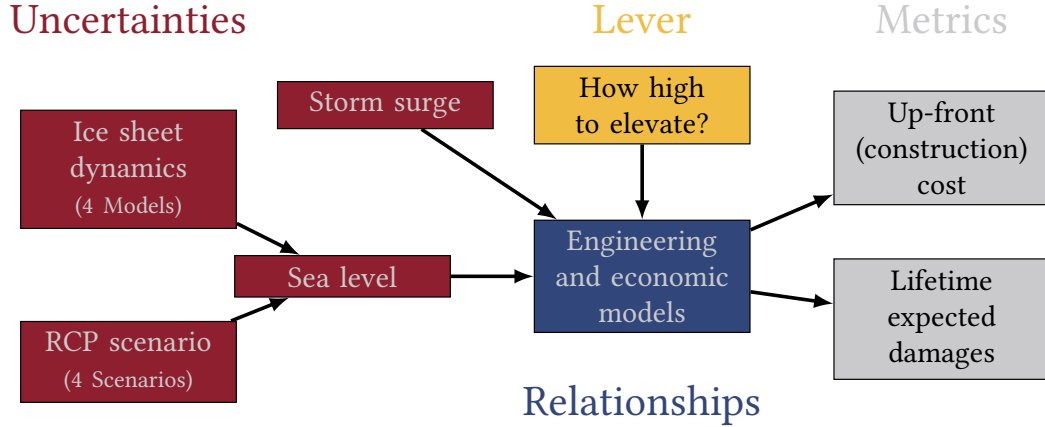 Uncertainties
Lever
Metrics
Storm surge
How high
to elevate?
Ice sheet
dynamics
(4 Models)
Up-front
(construction)
cost
Sea level
Engineering
and economic
models
RCP scenario
(4 Scenarios)
Lifetime
expected
damages
Relationships